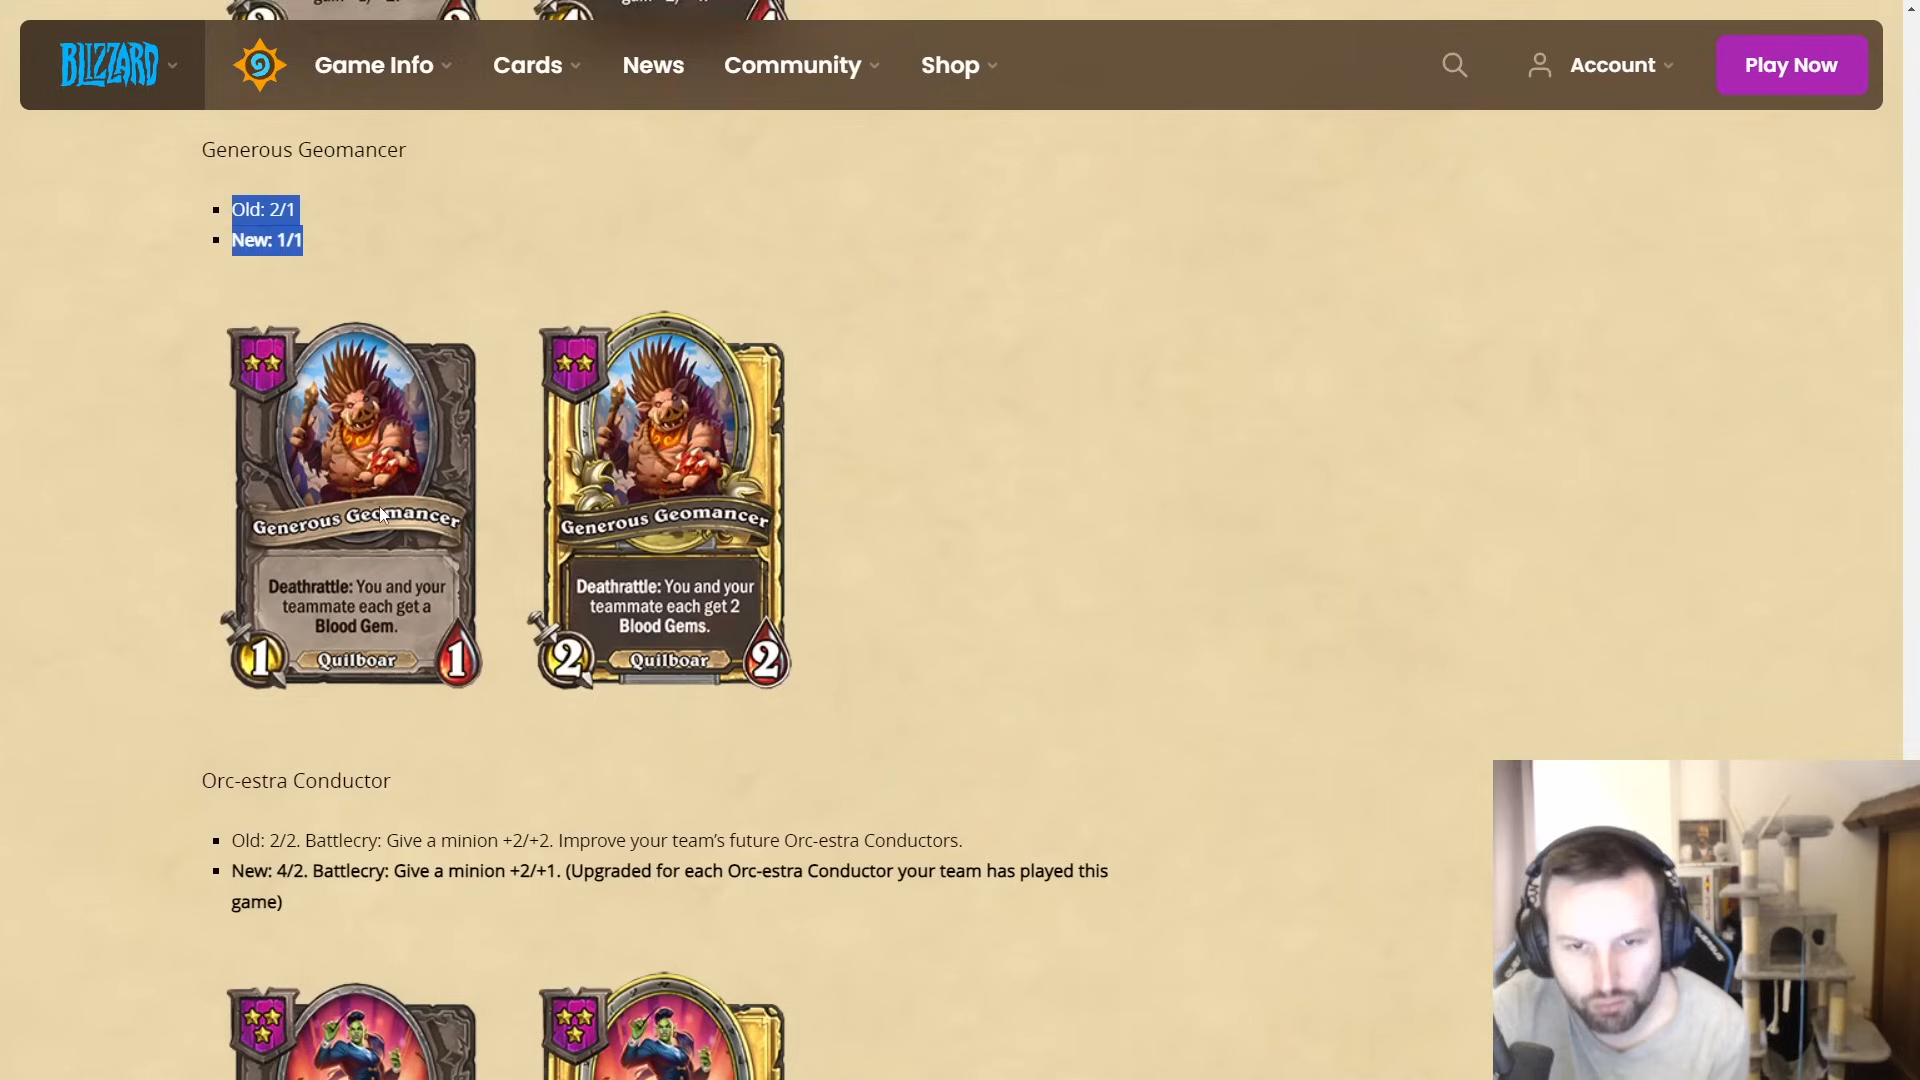 BLIZZARD
Game Info
Cards
News
Community
Shop
Account
Play Now
Generous Geomancer
Old: 2/1
New: 1/1
Generous Geomancer
Deathrattle: You and your
teammate each get a
Blood Gem.
1
Quilboar
1
Generous Geomancer
Deathrattle: You and your
teammate each get 2
Blood Gems.
2
Quilboar
2
Orc-estra Conductor
Old: 2/2. Battlecry: Give a minion +2/+2. Improve your team’s future Orc-estra Conductors.
New: 4/2. Battlecry: Give a minion +2/+1. (Upgraded for each Orc-estra Conductor your team has played this
game)